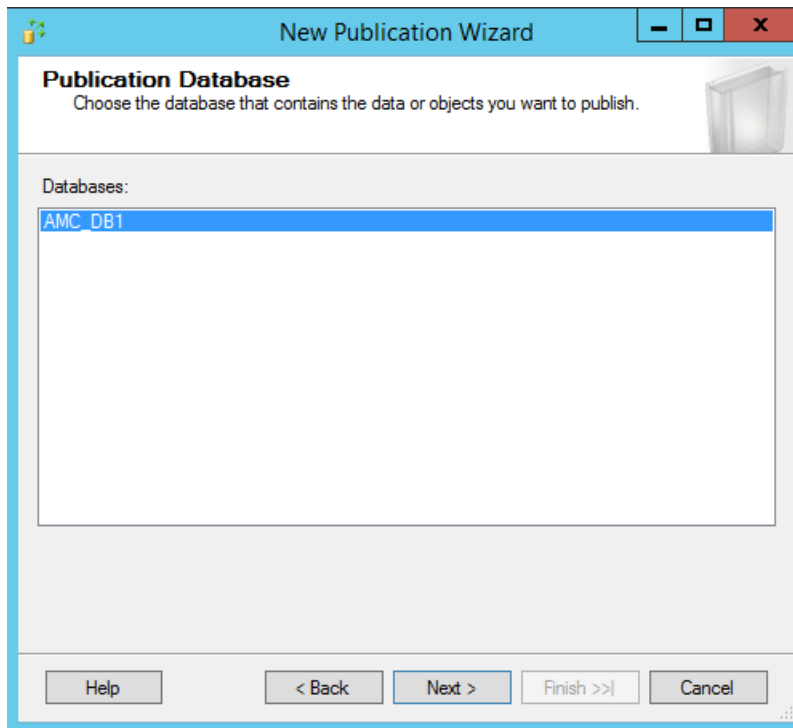 New Publication Wizard
Publication Database
Choose the database that contains the data or objects you want to publish.
Databases:
AMC_DB1
Help
< Back
Next >
Finish >>|
Cancel